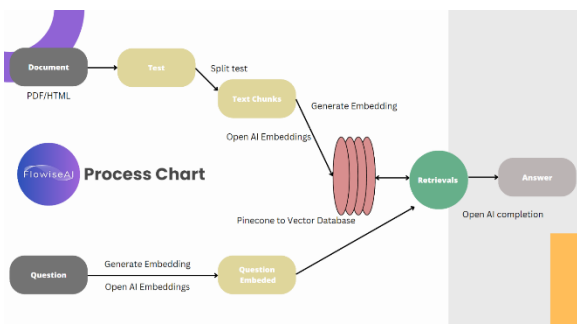 Document
Test
Split test
PDF/HTML
Text Chunks
Generate Embedding
Open AI Embeddings
FlowiseAI
Process Chart
Retrievals
Answer
Pinecone to Vector Database
Open AI completion
Question
Generate Embedding
Open AI Embeddings
Question
Embeded